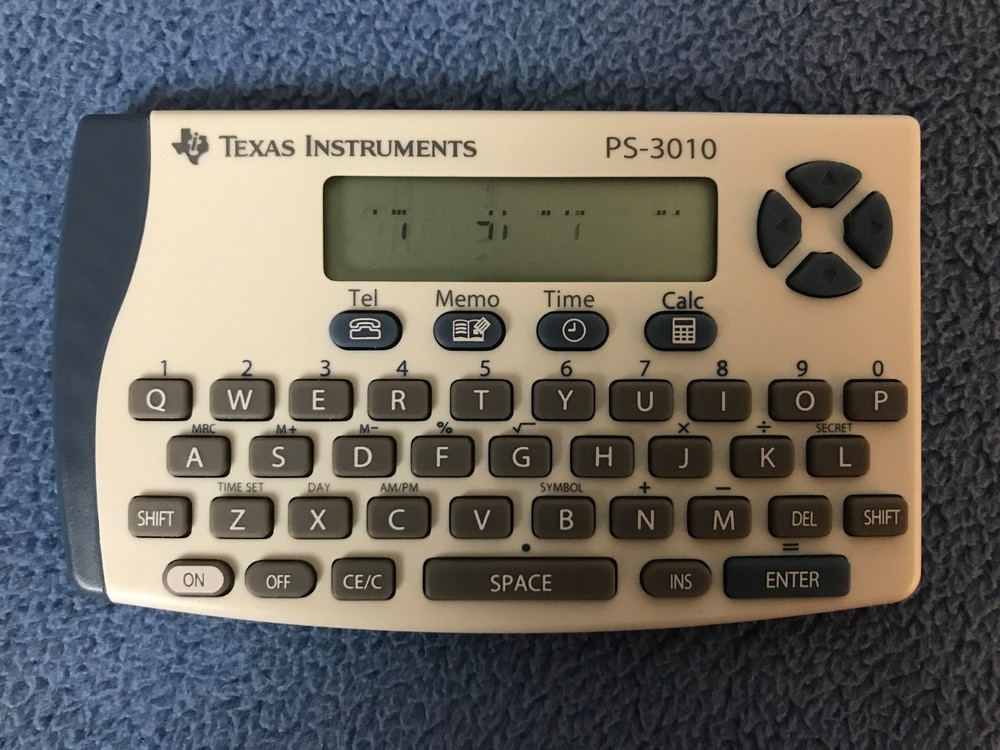 TEXAS INSTRUMENTS PS-3010
Tel Memo Time Calc
1 2 3 4 5 6 7 8 9 0
Q W E R T Y U I O P
MRC M+ M− % √ × ÷ SECRET
A S D F G H J K L
TIME SET DAY AM/PM SYMBOL + −
SHIFT Z X C V B N M DEL SHIFT
• =
ON OFF CE/C SPACE INS ENTER